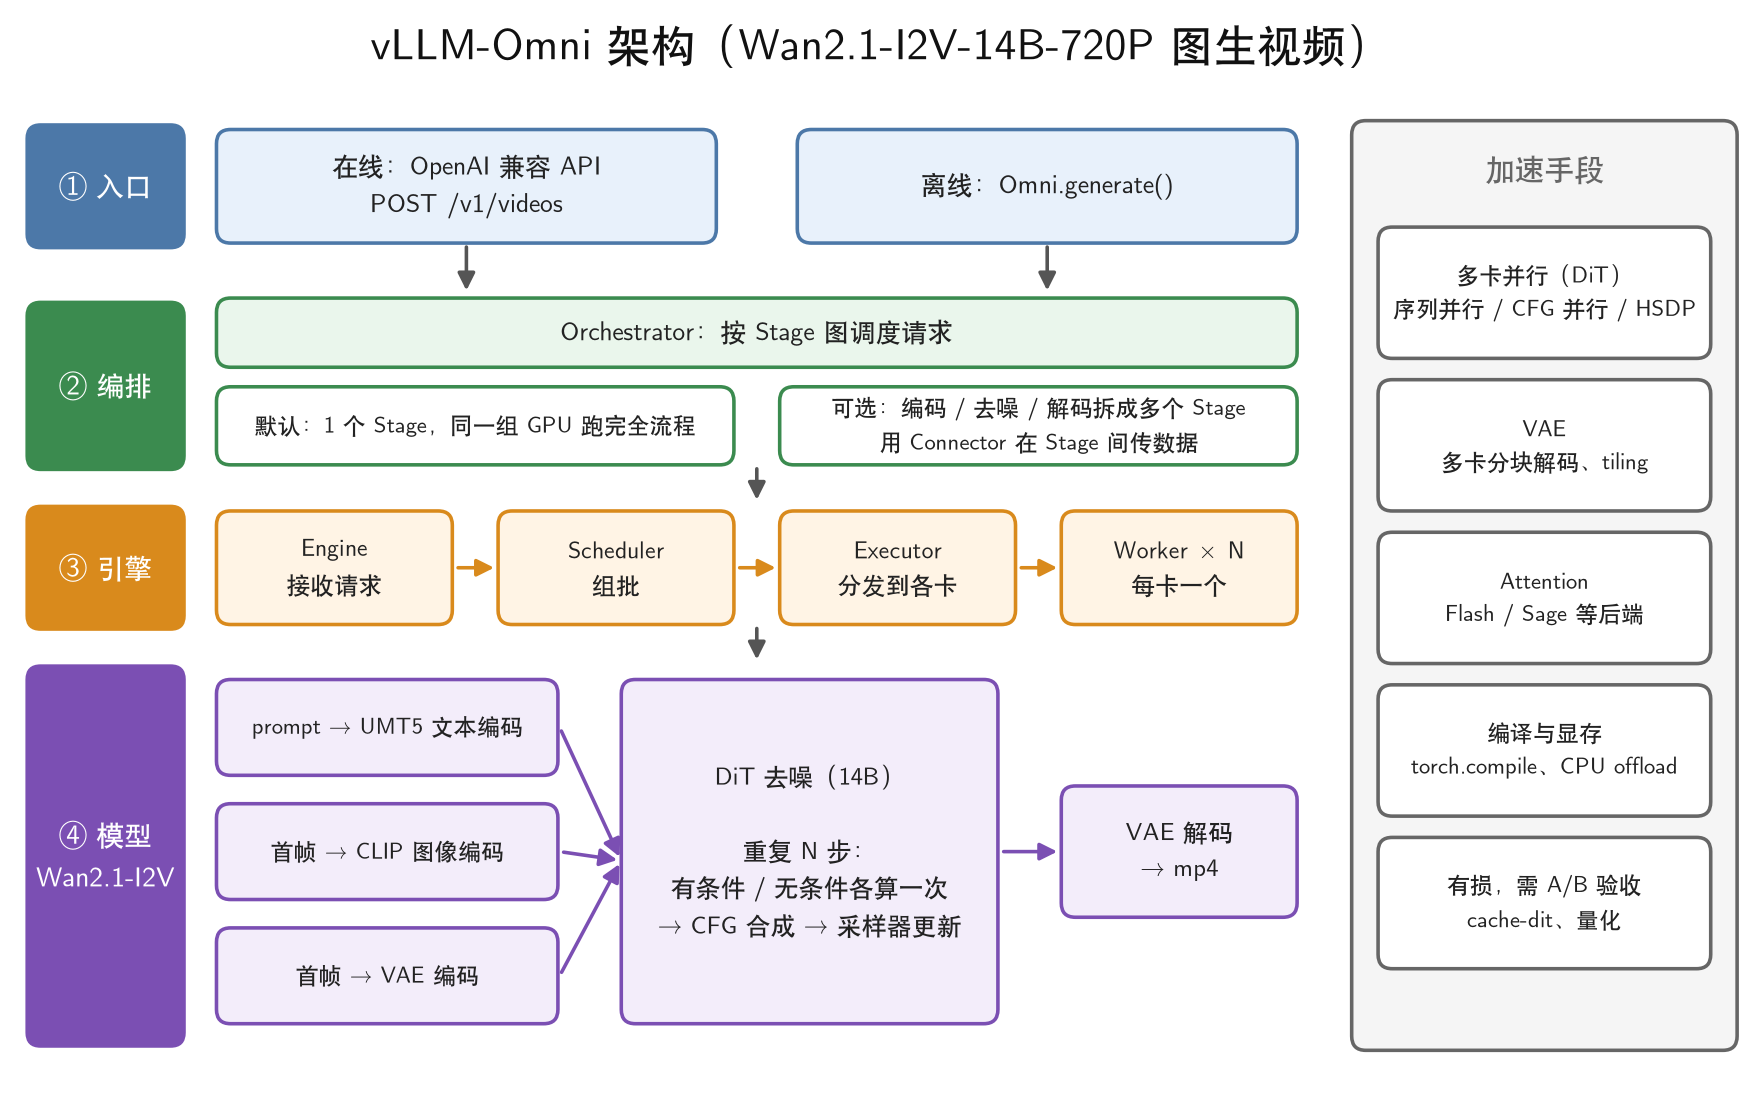 vLLM-Omni 架构（Wan2.1-I2V-14B-720P 图生视频）
① 入口
在线：OpenAI 兼容 API
POST /v1/videos
离线：Omni.generate()
② 编排
Orchestrator：按 Stage 图调度请求
默认：1 个 Stage，同一组 GPU 跑完全流程
可选：编码 / 去噪 / 解码拆成多个 Stage
用 Connector 在 Stage 间传数据
③ 引擎
Engine
接收请求
Scheduler
组批
Executor
分发到各卡
Worker × N
每卡一个
④ 模型
Wan2.1-I2V
prompt → UMT5 文本编码
首帧 → CLIP 图像编码
首帧 → VAE 编码
DiT 去噪（14B）
重复 N 步：
有条件 / 无条件各算一次
→ CFG 合成 → 采样器更新
VAE 解码
→ mp4
加速手段
多卡并行（DiT）
序列并行 / CFG 并行 / HSDP
VAE
多卡分块解码、tiling
Attention
Flash / Sage 等后端
编译与显存
torch.compile、CPU offload
有损，需 A/B 验收
cache-dit、量化